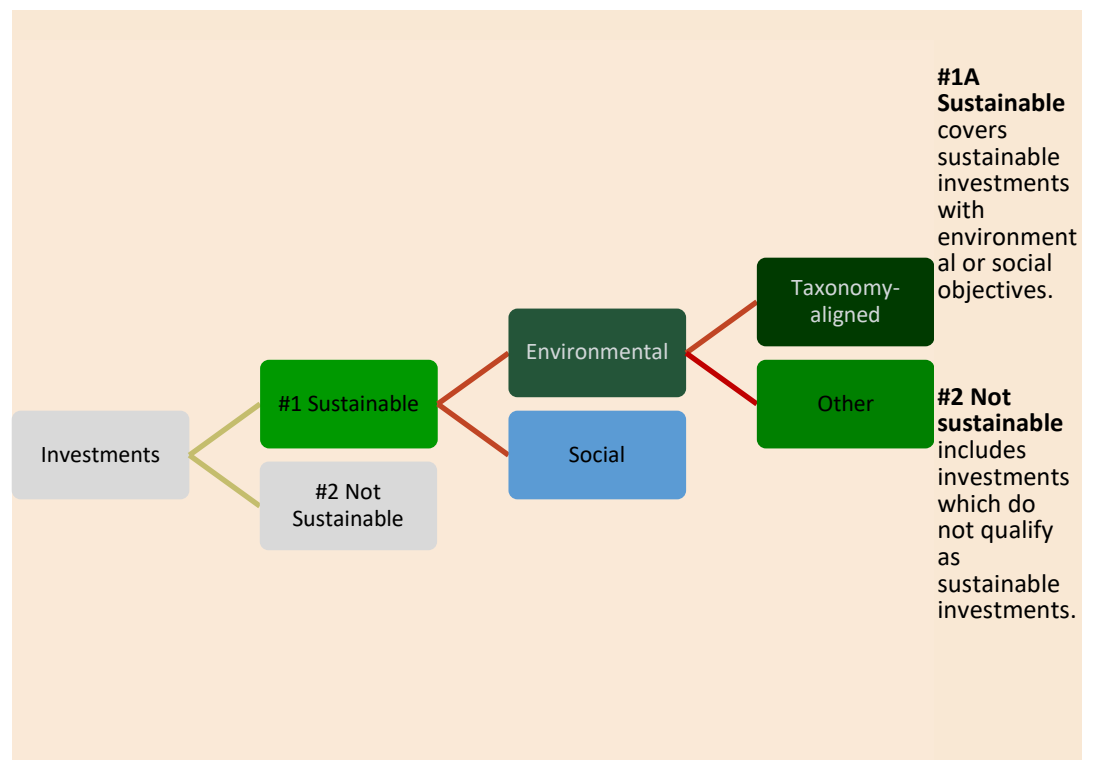 Investments
#1 Sustainable
#2 Not
Sustainable
Environmental
Social
Taxonomy-
aligned
Other
#1A
Sustainable
covers
sustainable
investments
with
environment
al or social
objectives.
#2 Not
sustainable
includes
investments
which do
not qualify
as
sustainable
investments.